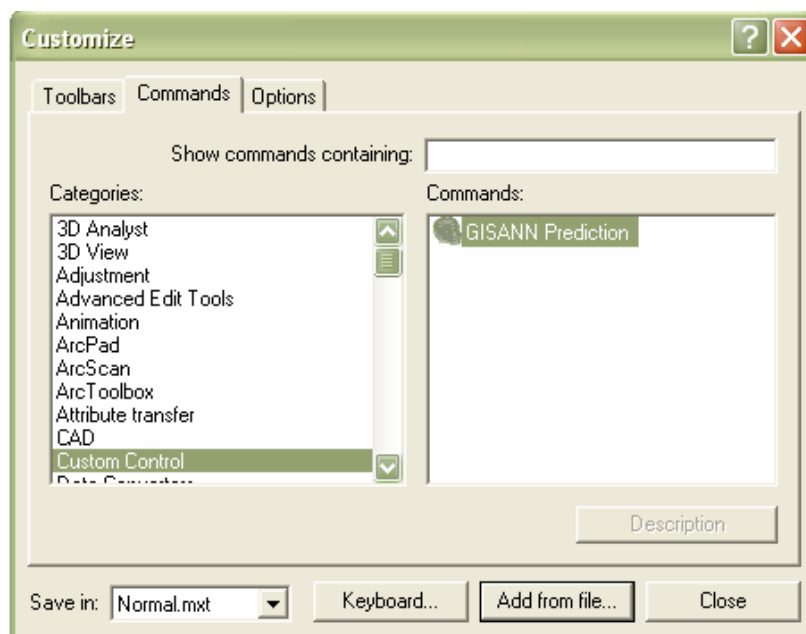 Customize
Toolbars Commands Options
Show commands containing:
Categories:
Commands:
3D Analyst
3D View
Adjustment
Advanced Edit Tools
Animation
ArcPad
ArcScan
ArcToolbox
Attribute transfer
CAD
Custom Control
Data Converters
GISANN Prediction
Description
Save in: Normal.mxt Keyboard... Add from file... Close